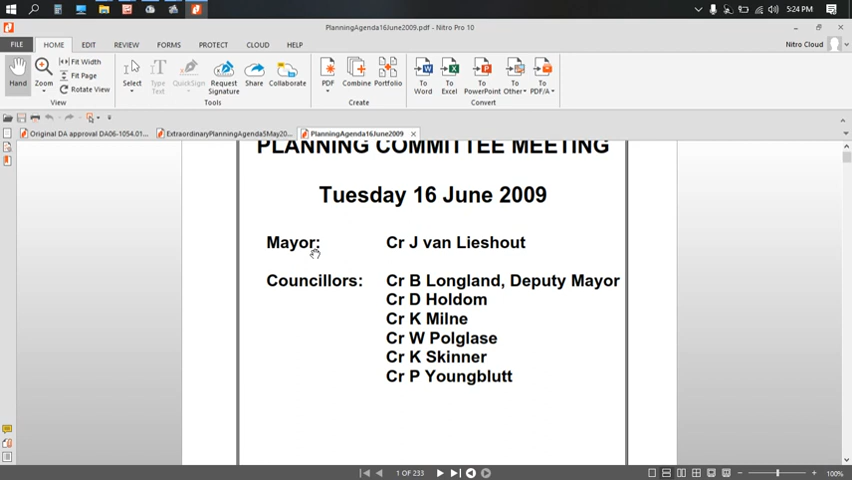 5:24 PM
PlanningAgenda16June2009.pdf - Nitro Pro 10
FILE HOME EDIT REVIEW FORMS PROTECT CLOUD HELP
Nitro Cloud
Hand
Zoom
Fit Width
Fit Page
Rotate View
View
Select
Type Text
QuickSign
Request Signature
Share
Collaborate
Tools
PDF
Combine
Portfolio
Create
To Word
To Excel
To PowerPoint
To Other
To PDF/A
Convert
Original DA approval DA06-1054.01... ExtraordinaryPlanningAgenda5May20... PlanningAgenda16June2009
PLANNING COMMITTEE MEETING
Tuesday 16 June 2009
Mayor: Cr J van Lieshout
Councillors: Cr B Longland, Deputy Mayor
Cr D Holdom
Cr K Milne
Cr W Polglase
Cr K Skinner
Cr P Youngblutt
1 OF 233
100%